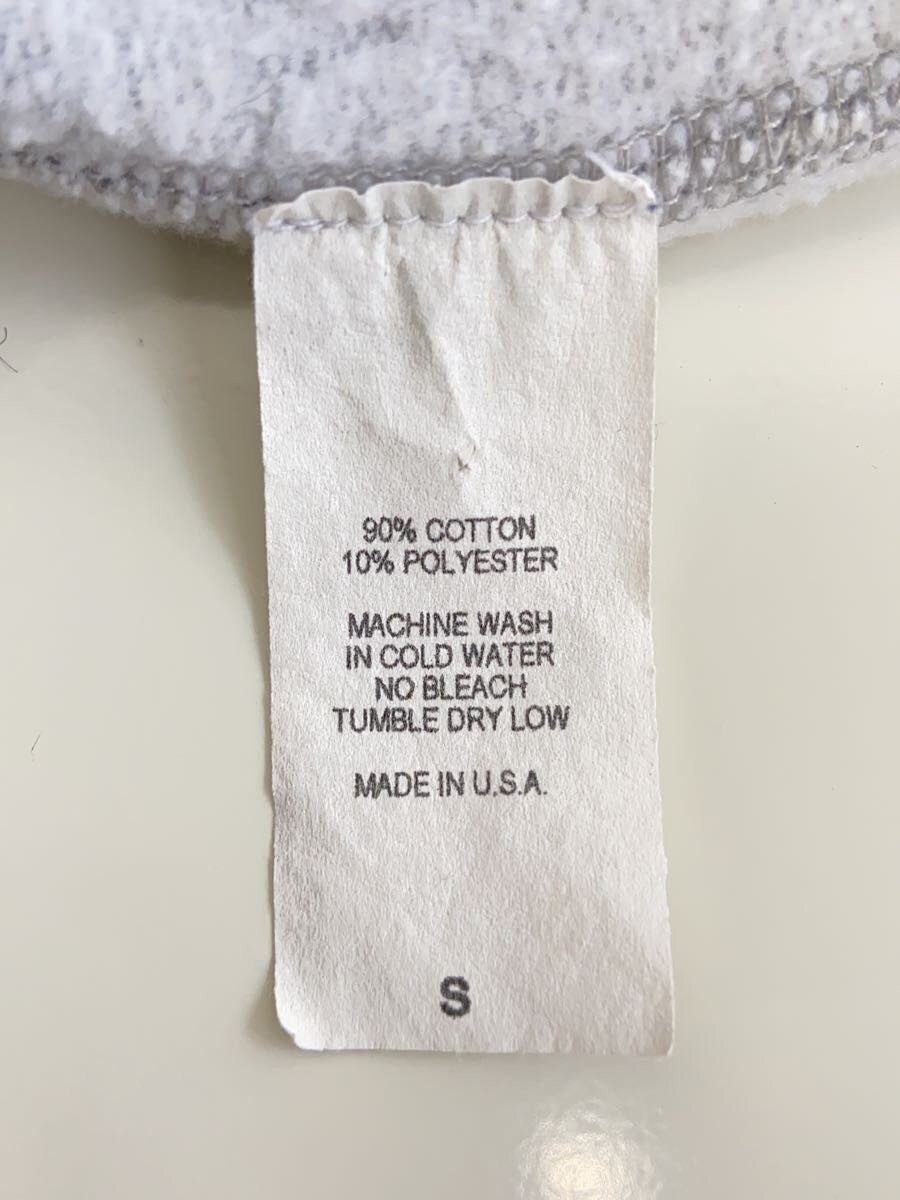 90% COTTON
10% POLYESTER
MACHINE WASH
IN COLD WATER
NO BLEACH
TUMBLE DRY LOW
MADE IN U.S.A.
S